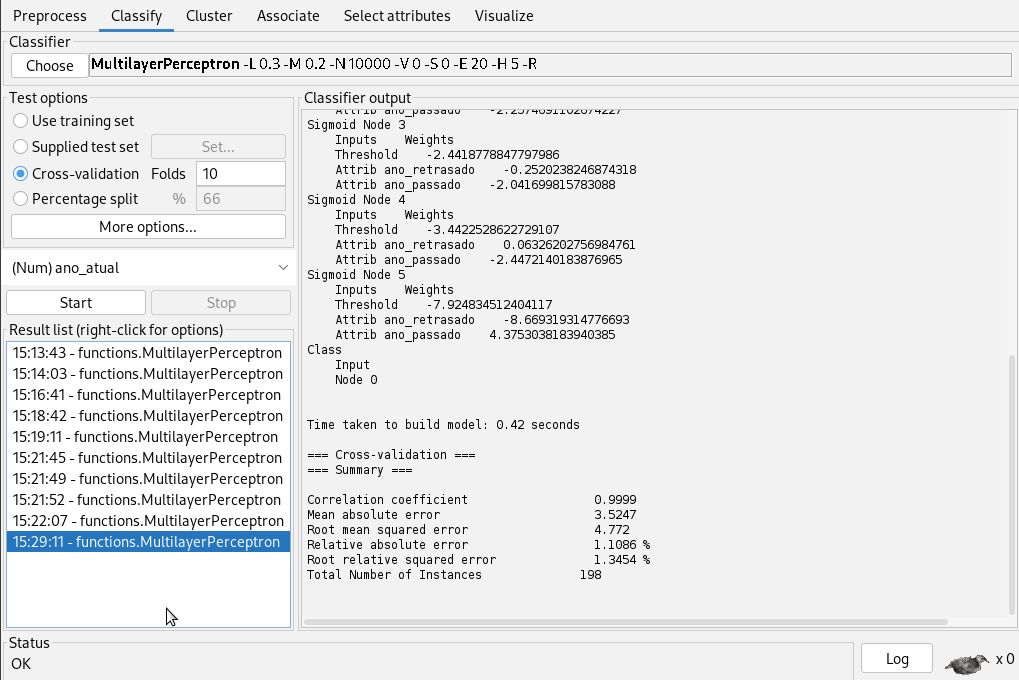 Preprocess Classify Cluster Associate Select attributes Visualize
Classifier
Choose MultilayerPerceptron -L 0.3 -M 0.2 -N 10000 -V 0 -S 0 -E 20 -H 5 -R
Test options
Use training set
Supplied test set Set...
Cross-validation Folds 10
Percentage split % 66
More options...
(Num) ano_atual
Start Stop
Result list (right-click for options)
15:13:43 - functions.MultilayerPerceptron
15:14:03 - functions.MultilayerPerceptron
15:16:41 - functions.MultilayerPerceptron
15:18:42 - functions.MultilayerPerceptron
15:19:11 - functions.MultilayerPerceptron
15:21:45 - functions.MultilayerPerceptron
15:21:49 - functions.MultilayerPerceptron
15:21:52 - functions.MultilayerPerceptron
15:22:07 - functions.MultilayerPerceptron
15:29:11 - functions.MultilayerPerceptron
Classifier output
Attrib ano_passado
Sigmoid Node 3
Inputs Weights
Threshold -2.4418778847797986
Attrib ano_retrasado -0.2520238246874318
Attrib ano_passado -2.041699815783088
Sigmoid Node 4
Inputs Weights
Threshold -3.4422528622729107
Attrib ano_retrasado 0.06326202756984761
Attrib ano_passado -2.4472140183876965
Sigmoid Node 5
Inputs Weights
Threshold -7.924834512404117
Attrib ano_retrasado -8.669319314776693
Attrib ano_passado 4.3753038183940385
Class
Input
Node 0
Time taken to build model: 0.42 seconds
=== Cross-validation ===
=== Summary ===
Correlation coefficient 0.9999
Mean absolute error 3.5247
Root mean squared error 4.772
Relative absolute error 1.1086 %
Root relative squared error 1.3454 %
Total Number of Instances 198
Status
OK
Log x 0